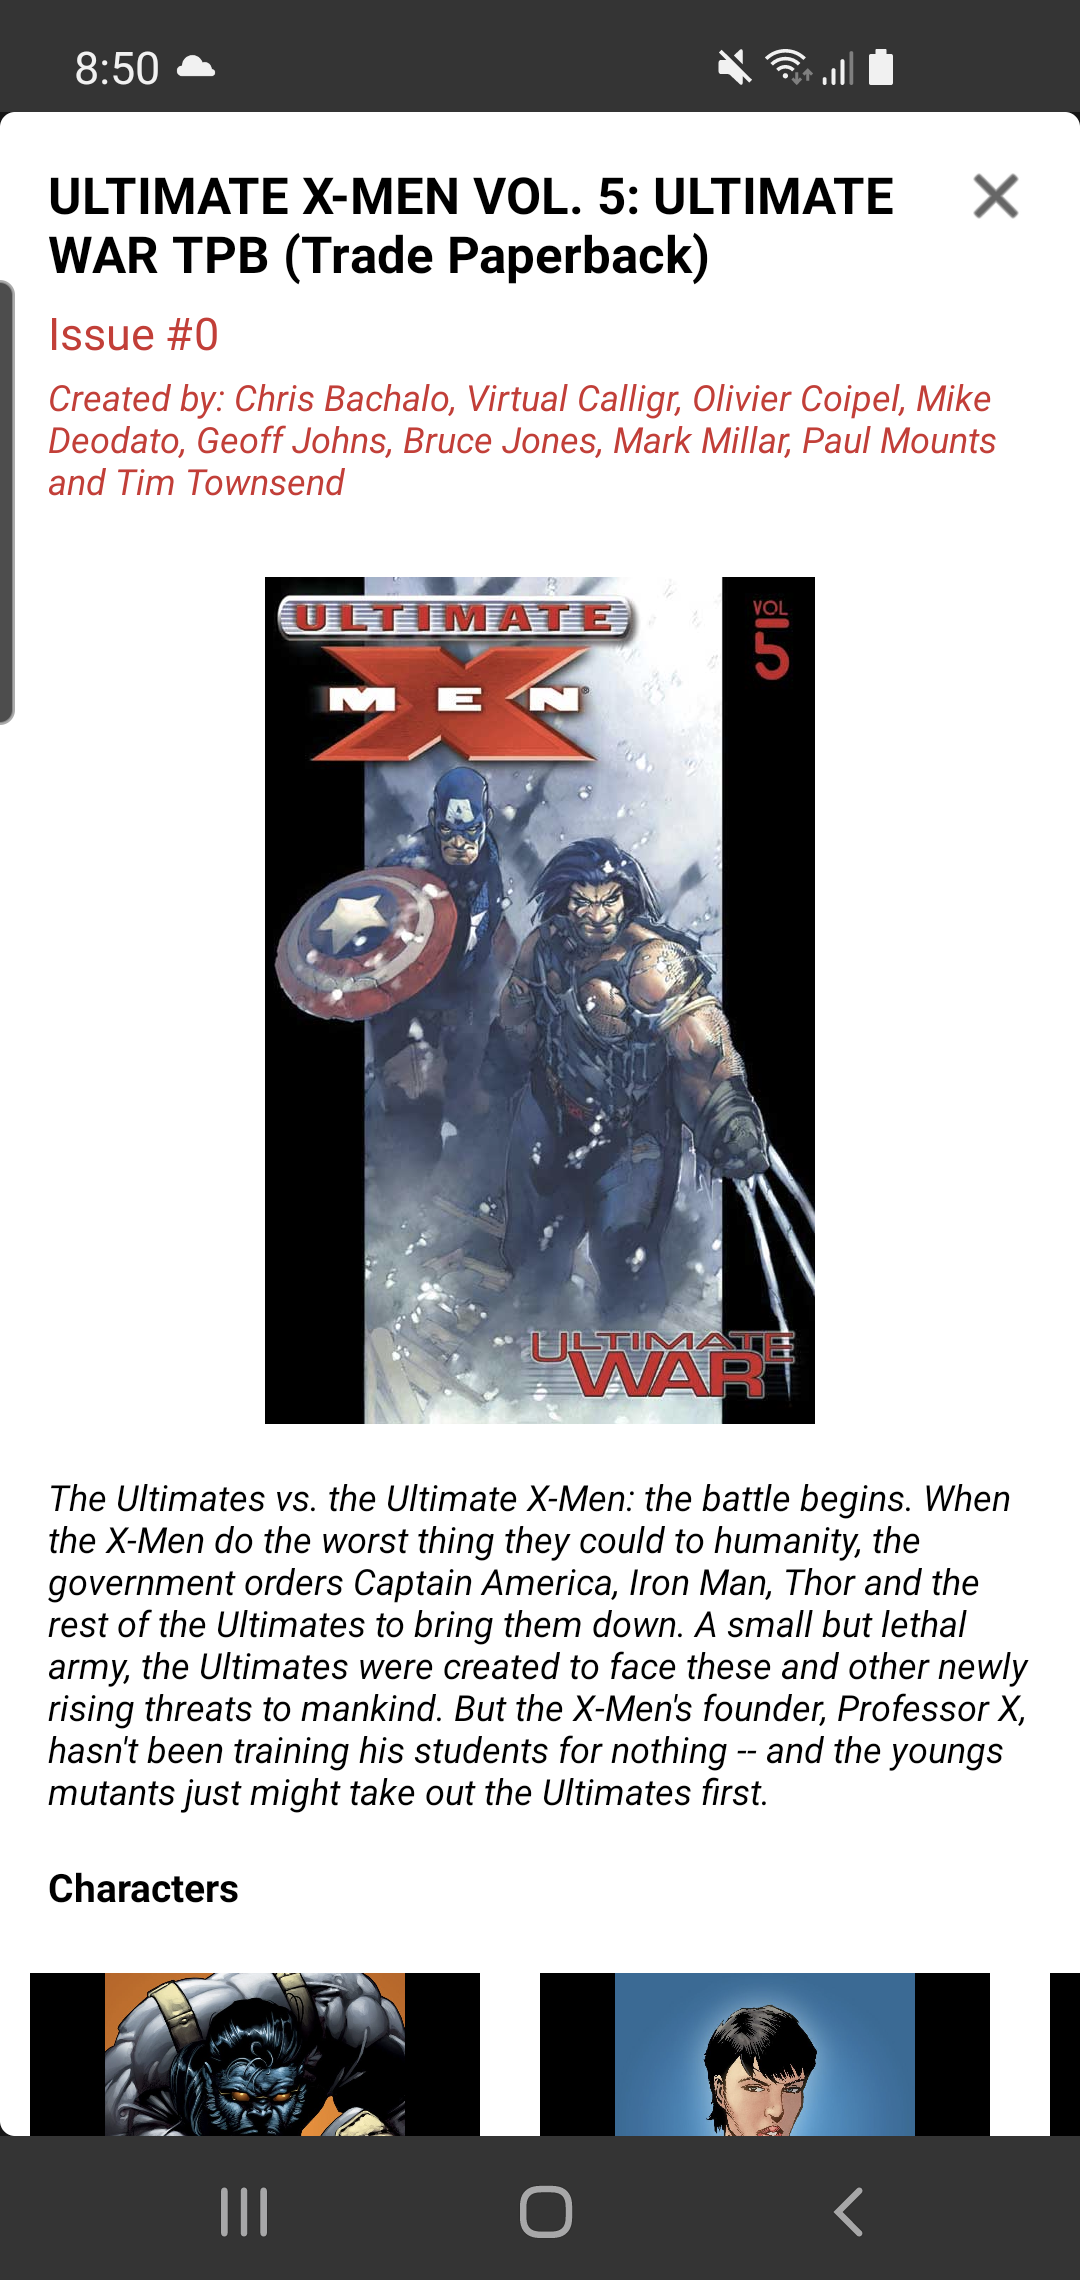 8:50
ULTIMATE X-MEN VOL. 5: ULTIMATE
WAR TPB (Trade Paperback)
Issue #0
Created by: Chris Bachalo, Virtual Calligr, Olivier Coipel, Mike
Deodato, Geoff Johns, Bruce Jones, Mark Millar, Paul Mounts
and Tim Townsend
ULTIMATE
X
MEN®
VOL
5
A
ULTIMATE
WAR
The Ultimates vs. the Ultimate X-Men: the battle begins. When
the X-Men do the worst thing they could to humanity, the
government orders Captain America, Iron Man, Thor and the
rest of the Ultimates to bring them down. A small but lethal
army, the Ultimates were created to face these and other newly
rising threats to mankind. But the X-Men's founder, Professor X,
hasn't been training his students for nothing -- and the youngs
mutants just might take out the Ultimates first.
Characters